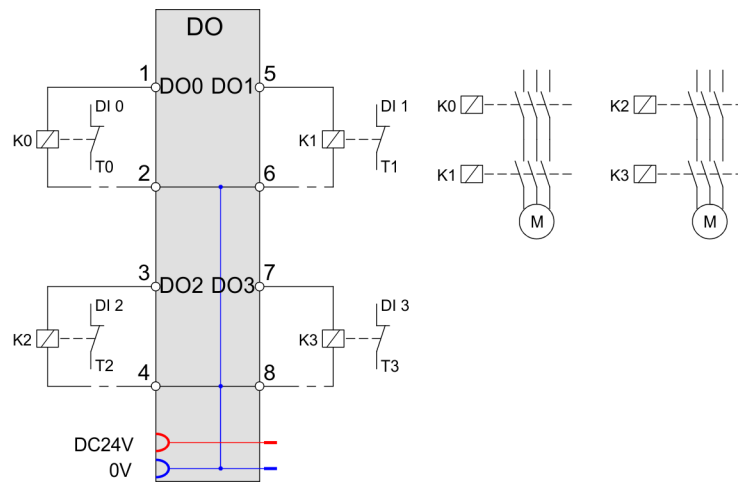 DO
1 DO0 DO1 5
DI 0 DI 1 K0 K2
K0 K1
T0 T1
2 6 K1 K3
M M
3 DO2 DO3 7
DI 2 DI 3
K2 K3
T2 T3
4 8
DC24V
0V